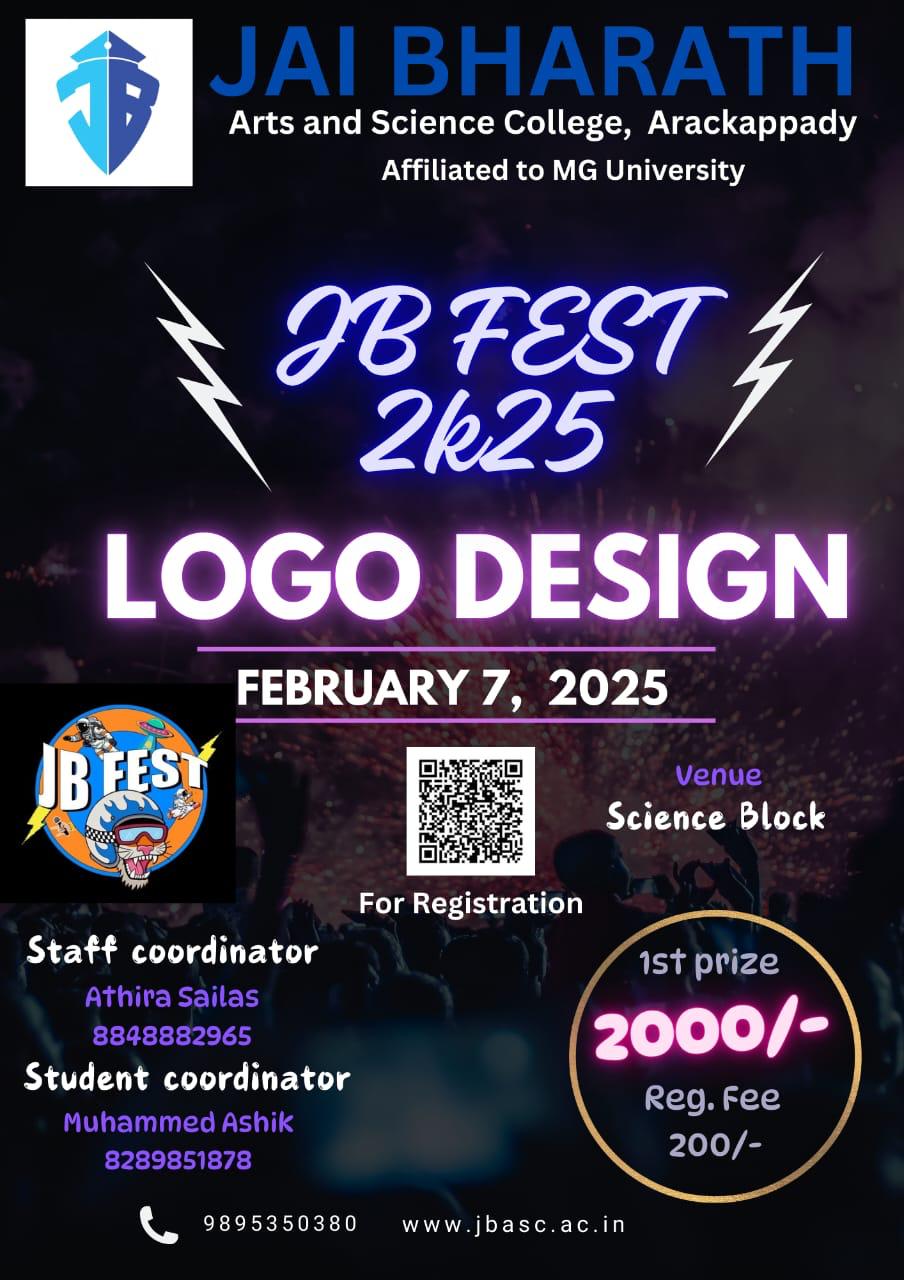 JB
JAI BHARATH
Arts and Science College, Arackappady
Affiliated to MG University
JB FEST
2k25
LOGO DESIGN
FEBRUARY 7, 2025
JB FEST
Venue
Science Block
For Registration
Staff coordinator
Athira Sailas
8848882965
Student coordinator
Muhammed Ashik
8289851878
1st prize
2000/-
Reg. Fee
200/-
9895350380 www.jbasc.ac.in